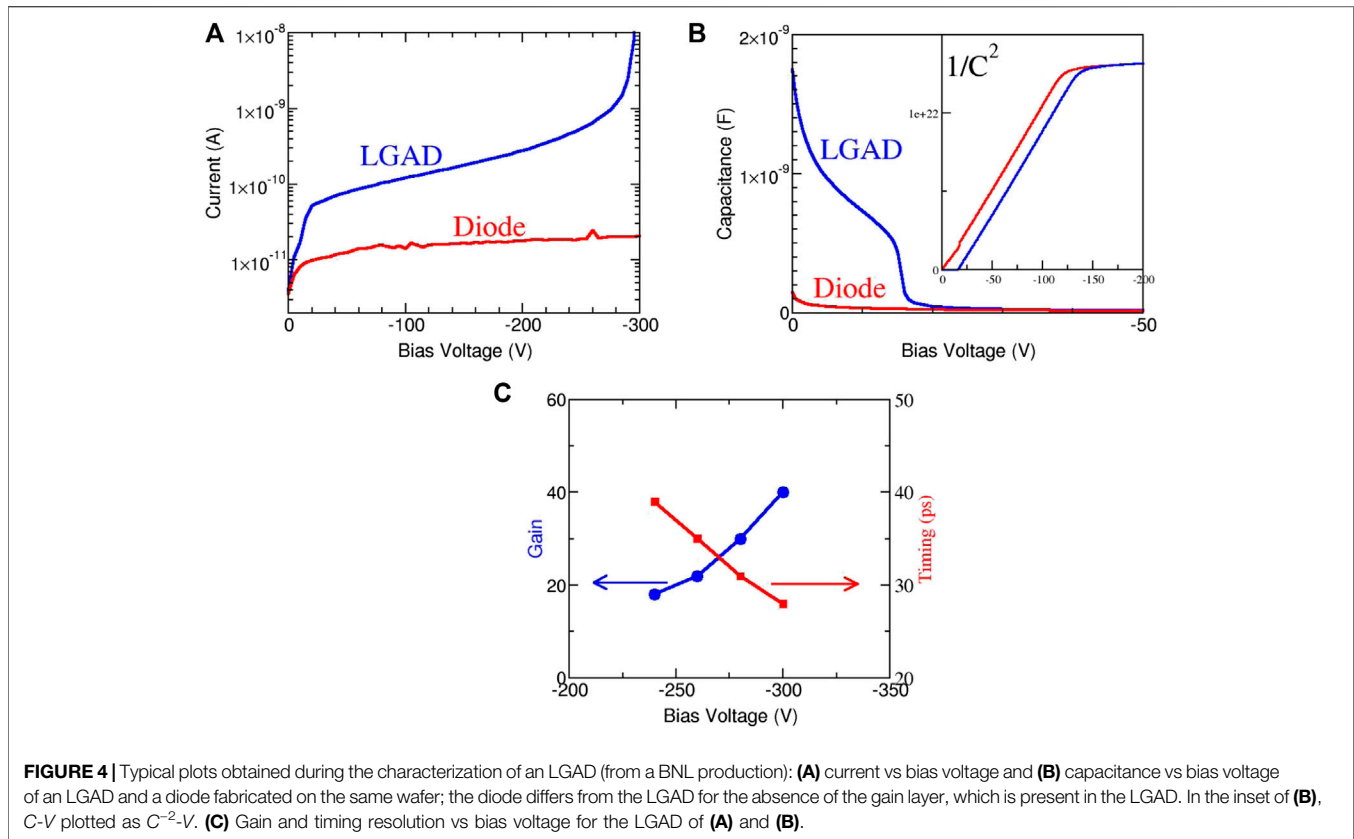 A
1×10⁻⁸
1×10⁻⁹
1×10⁻¹⁰
1×10⁻¹¹
Current (A)
LGAD
Diode
0 -100 -200 -300
Bias Voltage (V)
B
2×10⁻⁹
1×10⁻⁹
0
Capacitance (F)
LGAD
Diode
0 -50
Bias Voltage (V)
1/C²
1e+22
0
0 -50 -100 -150 -200
C
60
40
20
0
Gain
50
40
30
20
Timing (ps)
-200 -250 -300 -350
Bias Voltage (V)
FIGURE 4 | Typical plots obtained during the characterization of an LGAD (from a BNL production): (A) current vs bias voltage and (B) capacitance vs bias voltage
of an LGAD and a diode fabricated on the same wafer; the diode differs from the LGAD for the absence of the gain layer, which is present in the LGAD. In the inset of (B),
C-V plotted as C⁻²-V. (C) Gain and timing resolution vs bias voltage for the LGAD of (A) and (B).